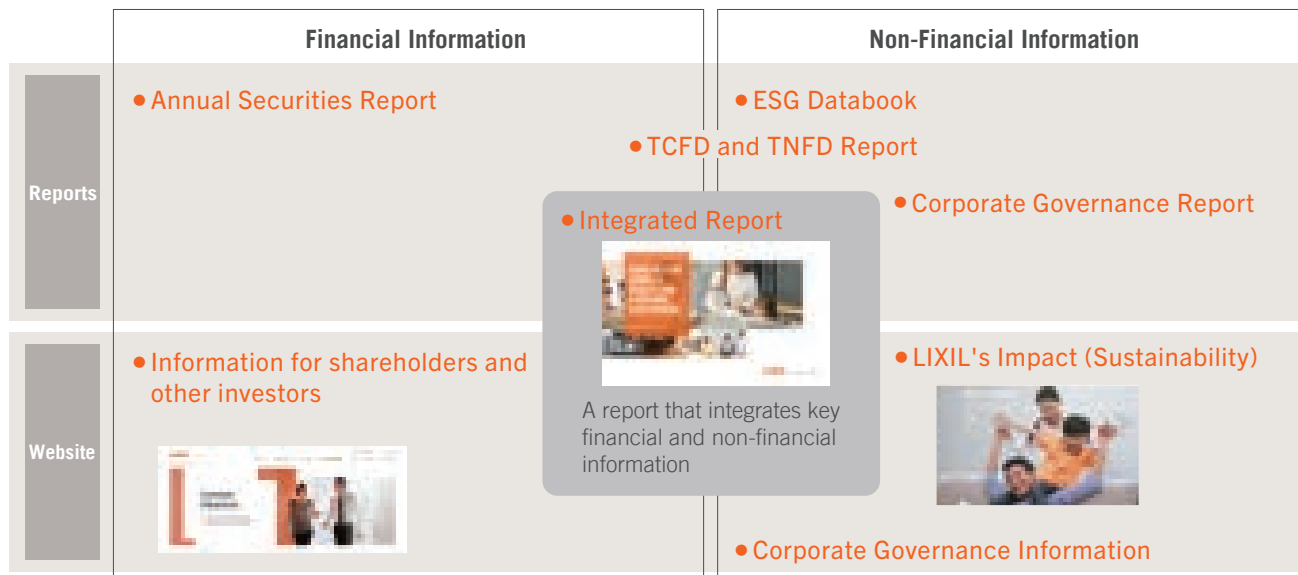 Financial Information
Non-Financial Information
Reports
•Annual Securities Report
•ESG Databook
•TCFD and TNFD Report
•Corporate Governance Report
•Integrated Report
A report that integrates key
financial and non-financial
information
Website
•Information for shareholders and
other investors
•LIXIL's Impact (Sustainability)
•Corporate Governance Information